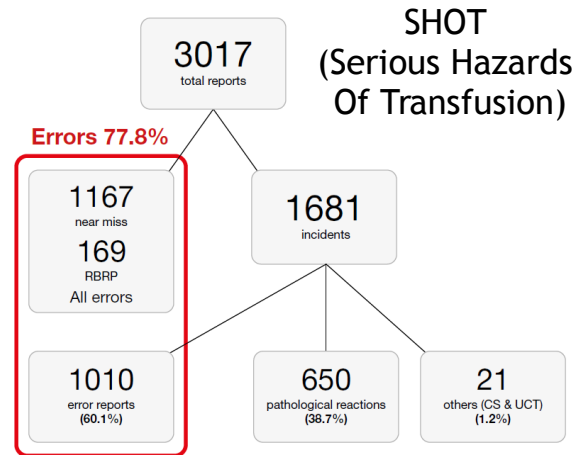 SHOT
(Serious Hazards
Of Transfusion)
3017
total reports
Errors 77.8%
1167
near miss
169
RBRP
All errors
1681
incidents
1010
error reports
(60.1%)
650
pathological reactions
(38.7%)
21
others (CS & UCT)
(1.2%)